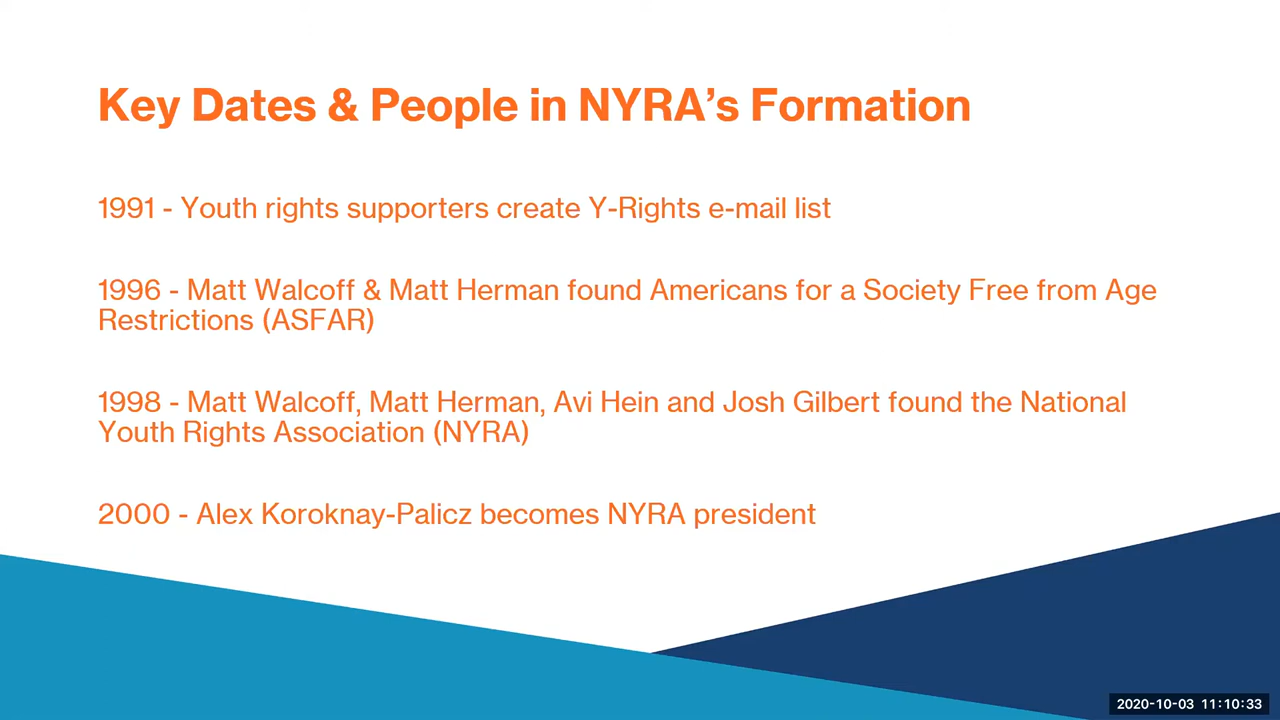 Key Dates & People in NYRA’s Formation
1991 - Youth rights supporters create Y-Rights e-mail list
1996 - Matt Walcoff & Matt Herman found Americans for a Society Free from Age
Restrictions (ASFAR)
1998 - Matt Walcoff, Matt Herman, Avi Hein and Josh Gilbert found the National
Youth Rights Association (NYRA)
2000 - Alex Koroknay-Palicz becomes NYRA president
2020-10-03 11:10:33